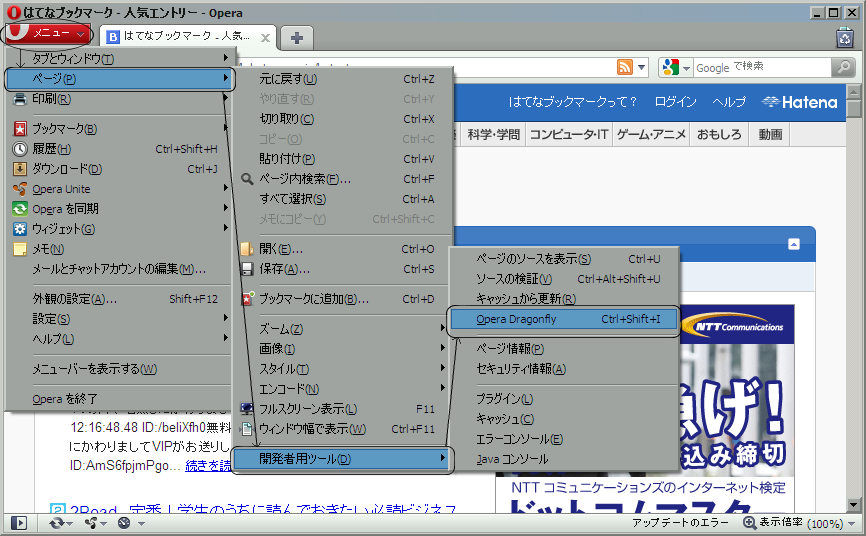 はてなブックマーク - 人気エントリー - Opera
メニュー
はてなブックマーク - 人気...
Google で検索
はてなブックマークって？ ログイン ヘルプ Hatena
科学・学問 コンピュータ・IT ゲーム・アニメ おもしろ 動画
タブとウィンドウ(T)
ページ(P)
印刷(R)
ブックマーク(B)
履歴(H) Ctrl+Shift+H
ダウンロード(D) Ctrl+J
Opera Unite
Opera を同期
ウィジェット(G)
メモ(N)
メールとチャットアカウントの編集(M)...
外観の設定(A)... Shift+F12
設定(S)
ヘルプ(L)
メニューバーを表示する(W)
Opera を終了
元に戻す(U) Ctrl+Z
やり直す(R) Ctrl+Y
切り取り(C) Ctrl+X
コピー(O) Ctrl+C
貼り付け(P) Ctrl+V
ページ内検索(F)... Ctrl+F
すべて選択(S) Ctrl+A
メモにコピー(Y) Ctrl+Shift+C
開く(E)... Ctrl+O
保存(A)... Ctrl+S
ブックマークに追加(B)... Ctrl+D
ズーム(Z)
画像(I)
スタイル(T)
エンコード(N)
フルスクリーン表示(L) F11
ウィンドウ幅で表示(W) Ctrl+F11
開発者用ツール(D)
ページのソースを表示(S) Ctrl+U
ソースの検証(V) Ctrl+Alt+Shift+U
キャッシュから更新(R)
Opera Dragonfly Ctrl+Shift+I
ページ情報(P)
セキュリティ情報(A)
プラグイン(L)
キャッシュ(C)
エラーコンソール(E)
Java コンソール
12:16:48.48 ID:/beliXfh0無料
にかわりましてVIPがお送りし
ID:AmS6fpjmPgo... 続きを読
2Read - 定番！学生のうちに読んでおきたい必読ビジネス
NTT Communications
負げ！
込み締切
NTT コミュニケーションズのインターネット検定
ドットコムマスター
アップデートのエラー 表示倍率 (100%)